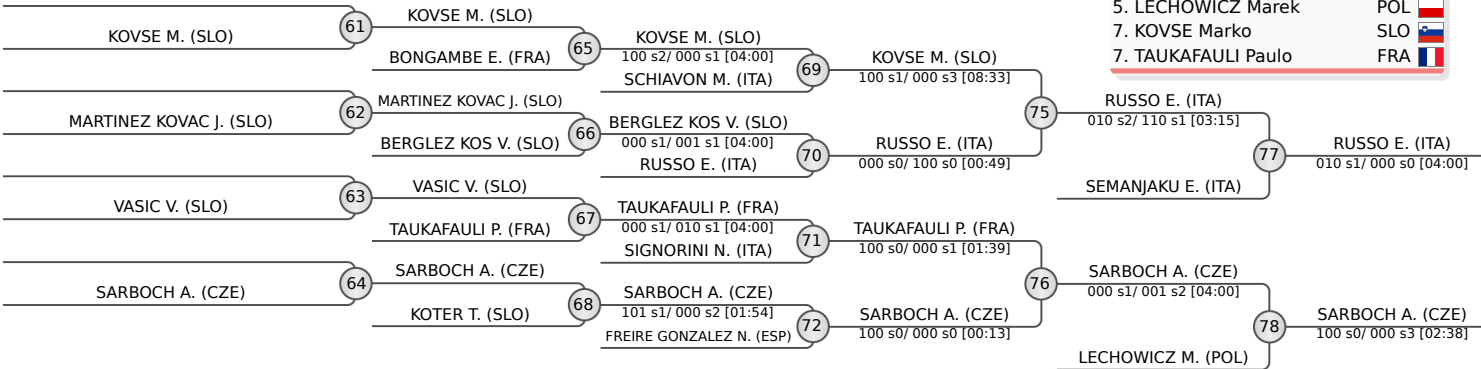 5. LECHOWICZ Marek POL
7. KOVSE Marko SLO
7. TAUKAFAULI Paulo FRA
KOVSE M. (SLO)
61
KOVSE M. (SLO)
BONGAMBE E. (FRA)
65
KOVSE M. (SLO)
100 s2/ 000 s1 [04:00]
SCHIAVON M. (ITA)
69
KOVSE M. (SLO)
100 s1/ 000 s3 [08:33]
MARTINEZ KOVAC J. (SLO)
62
MARTINEZ KOVAC J. (SLO)
BERGLEZ KOS V. (SLO)
66
BERGLEZ KOS V. (SLO)
000 s1/ 001 s1 [04:00]
RUSSO E. (ITA)
70
RUSSO E. (ITA)
000 s0/ 100 s0 [00:49]
75
RUSSO E. (ITA)
010 s2/ 110 s1 [03:15]
SEMANJAKU E. (ITA)
77
RUSSO E. (ITA)
010 s1/ 000 s0 [04:00]
VASIC V. (SLO)
63
VASIC V. (SLO)
TAUKAFAULI P. (FRA)
67
TAUKAFAULI P. (FRA)
000 s1/ 010 s1 [04:00]
SIGNORINI N. (ITA)
71
TAUKAFAULI P. (FRA)
100 s0/ 000 s1 [01:39]
SARBOCH A. (CZE)
64
SARBOCH A. (CZE)
KOTER T. (SLO)
68
SARBOCH A. (CZE)
101 s1/ 000 s2 [01:54]
FREIRE GONZALEZ N. (ESP)
72
SARBOCH A. (CZE)
100 s0/ 000 s0 [00:13]
76
SARBOCH A. (CZE)
000 s1/ 001 s2 [04:00]
LECHOWICZ M. (POL)
78
SARBOCH A. (CZE)
100 s0/ 000 s3 [02:38]